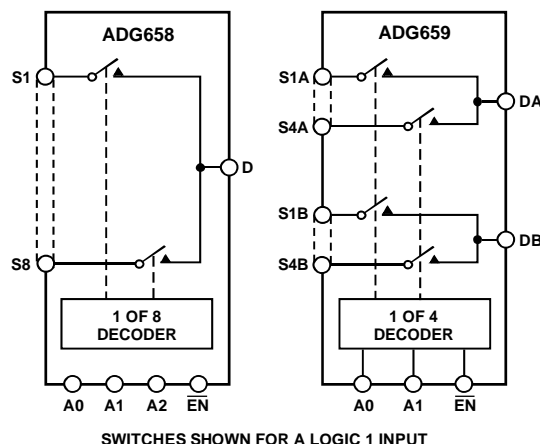 ADG658
S1
D
S8
1 OF 8
DECODER
A0 A1 A2 EN
ADG659
S1A
DA
S4A
S1B
DB
S4B
1 OF 4
DECODER
A0 A1 EN
SWITCHES SHOWN FOR A LOGIC 1 INPUT